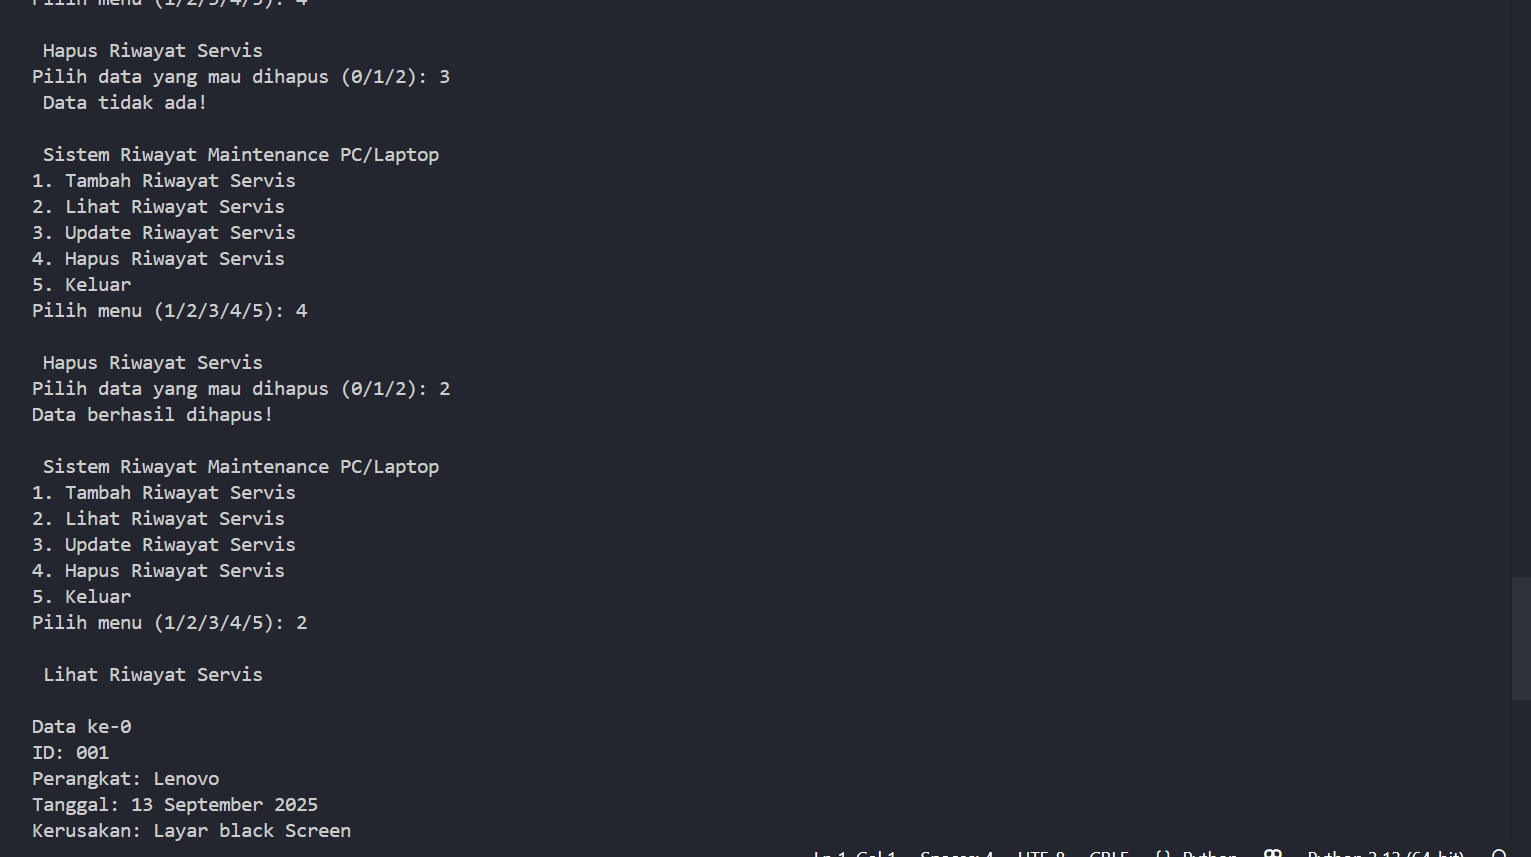 Pilih menu (1/2/3/4/5): 4
Hapus Riwayat Servis
Pilih data yang mau dihapus (0/1/2): 3
Data tidak ada!
Sistem Riwayat Maintenance PC/Laptop
1. Tambah Riwayat Servis
2. Lihat Riwayat Servis
3. Update Riwayat Servis
4. Hapus Riwayat Servis
5. Keluar
Pilih menu (1/2/3/4/5): 4
Hapus Riwayat Servis
Pilih data yang mau dihapus (0/1/2): 2
Data berhasil dihapus!
Sistem Riwayat Maintenance PC/Laptop
1. Tambah Riwayat Servis
2. Lihat Riwayat Servis
3. Update Riwayat Servis
4. Hapus Riwayat Servis
5. Keluar
Pilih menu (1/2/3/4/5): 2
Lihat Riwayat Servis
Data ke-0
ID: 001
Perangkat: Lenovo
Tanggal: 13 September 2025
Kerusakan: Layar black Screen
Ln 1, Col 1 Spaces: 4 UTF-8 CRLF {} Python Python 3.13 (64-bit)